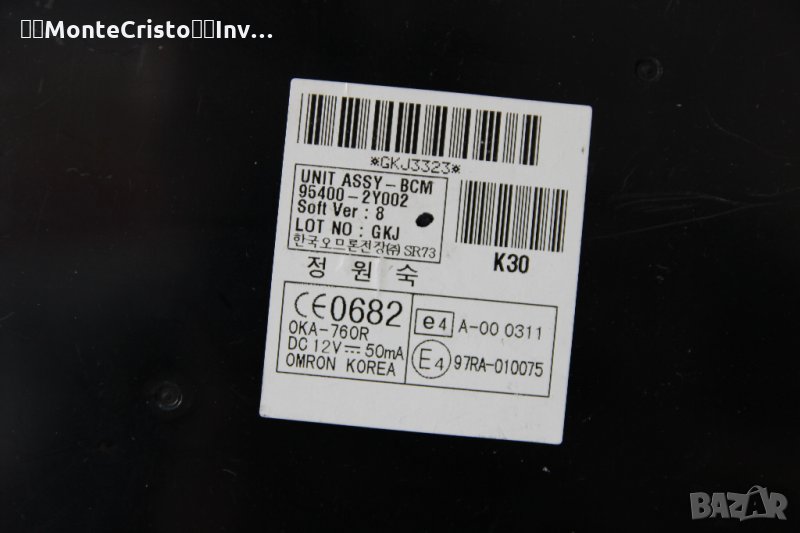 MonteCristo Inv...
*GKJ3323*
UNIT ASSY-BCM
95400-2Y002
Soft Ver : 8
LOT NO : GKJ
한국오므론전장㈜ SR73
K30
정 원 숙
CE0682
OKA-760R
DC 12V⎓50mA
OMRON KOREA
e4 A-00 0311
E4 97RA-010075
BAZAR